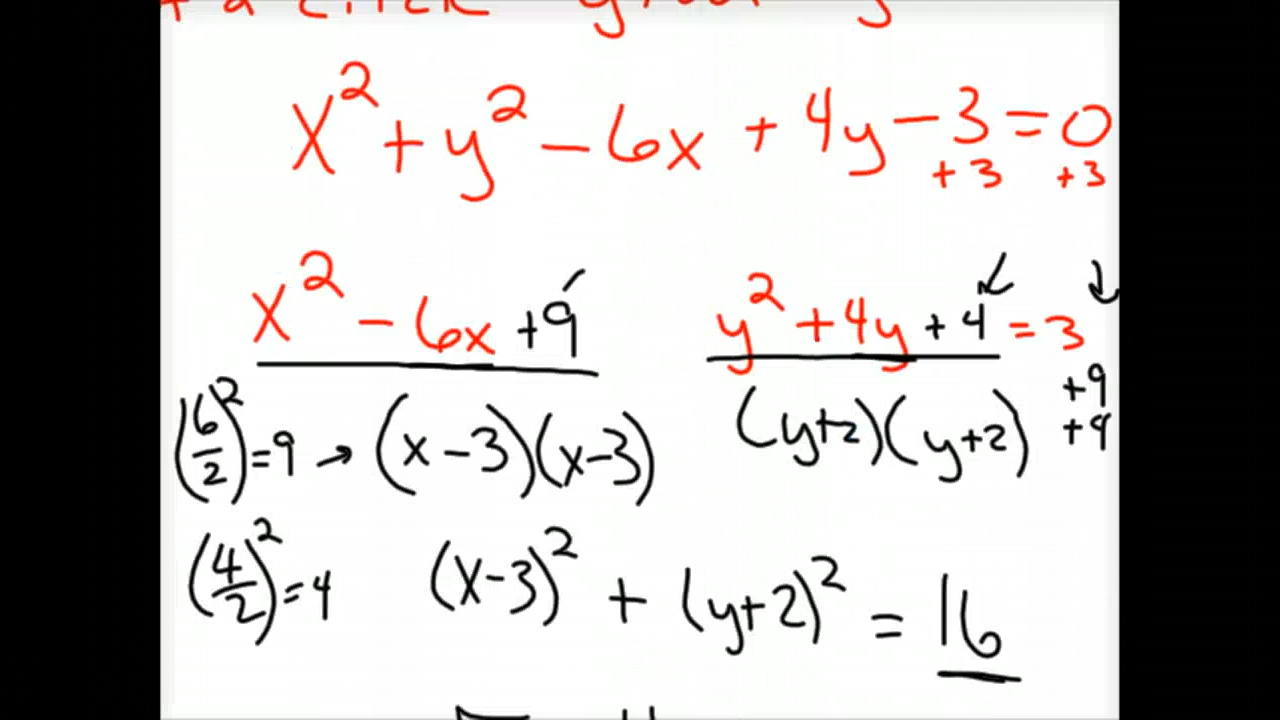 x² + y² - 6x + 4y - 3 = 0
+3 +3
x² - 6x + 9 y² + 4y + 4 = 3
+9
(6/2)² = 9 → (x - 3)(x - 3) (y+2)(y+2) +4
(4/2)² = 4 (x-3)² + (y+2)² = 16